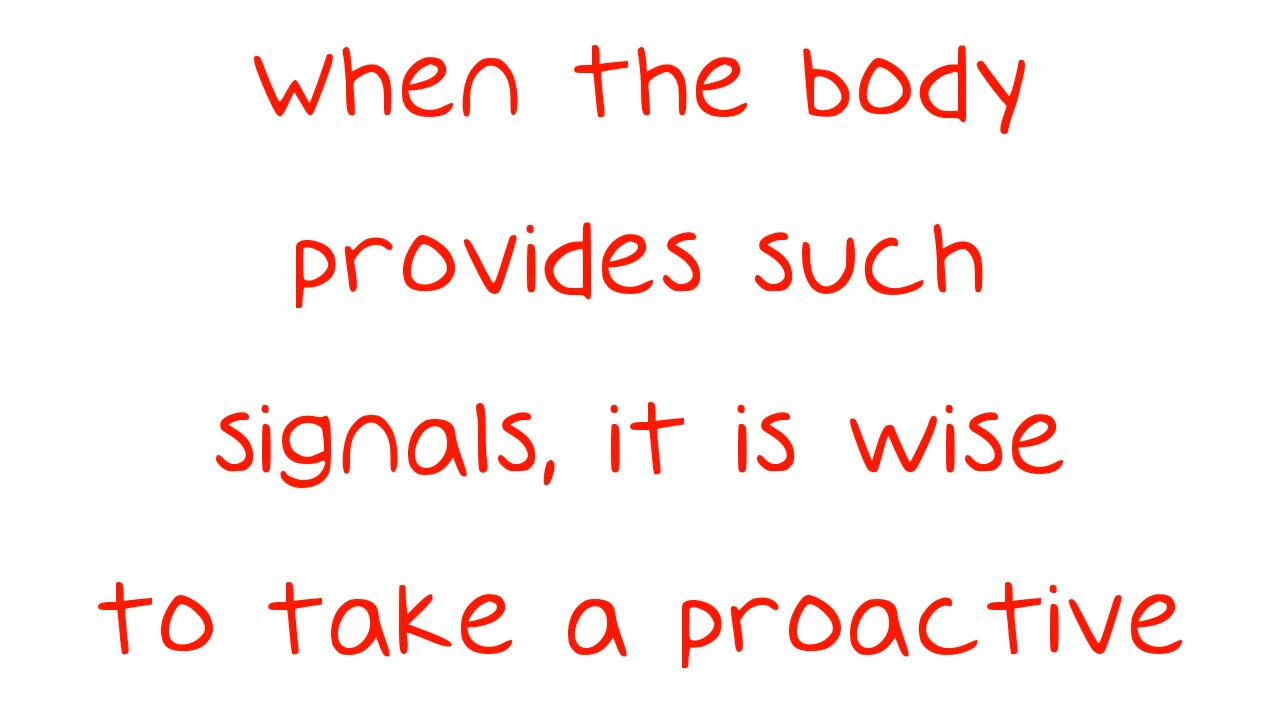 when the body
provides such
signals, it is wise
to take a proactive